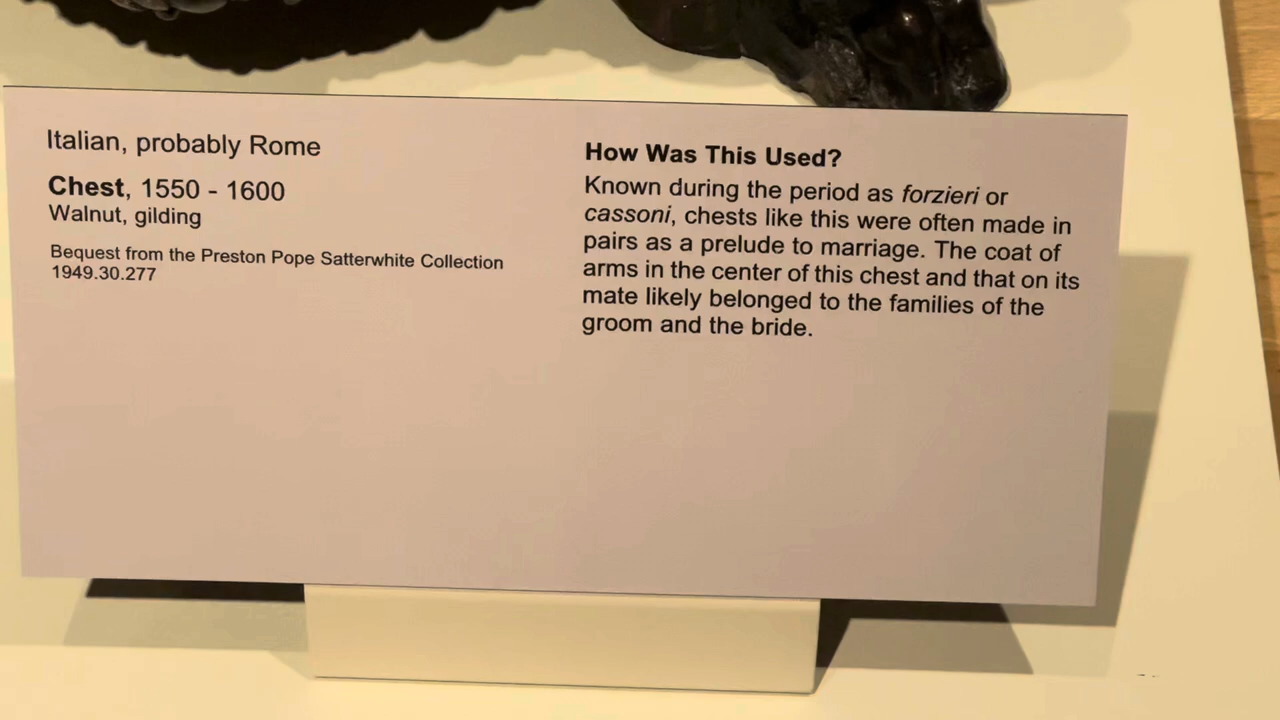 Italian, probably Rome
Chest, 1550 - 1600
Walnut, gilding
Bequest from the Preston Pope Satterwhite Collection
1949.30.277
How Was This Used?
Known during the period as forzieri or
cassoni, chests like this were often made in
pairs as a prelude to marriage. The coat of
arms in the center of this chest and that on its
mate likely belonged to the families of the
groom and the bride.